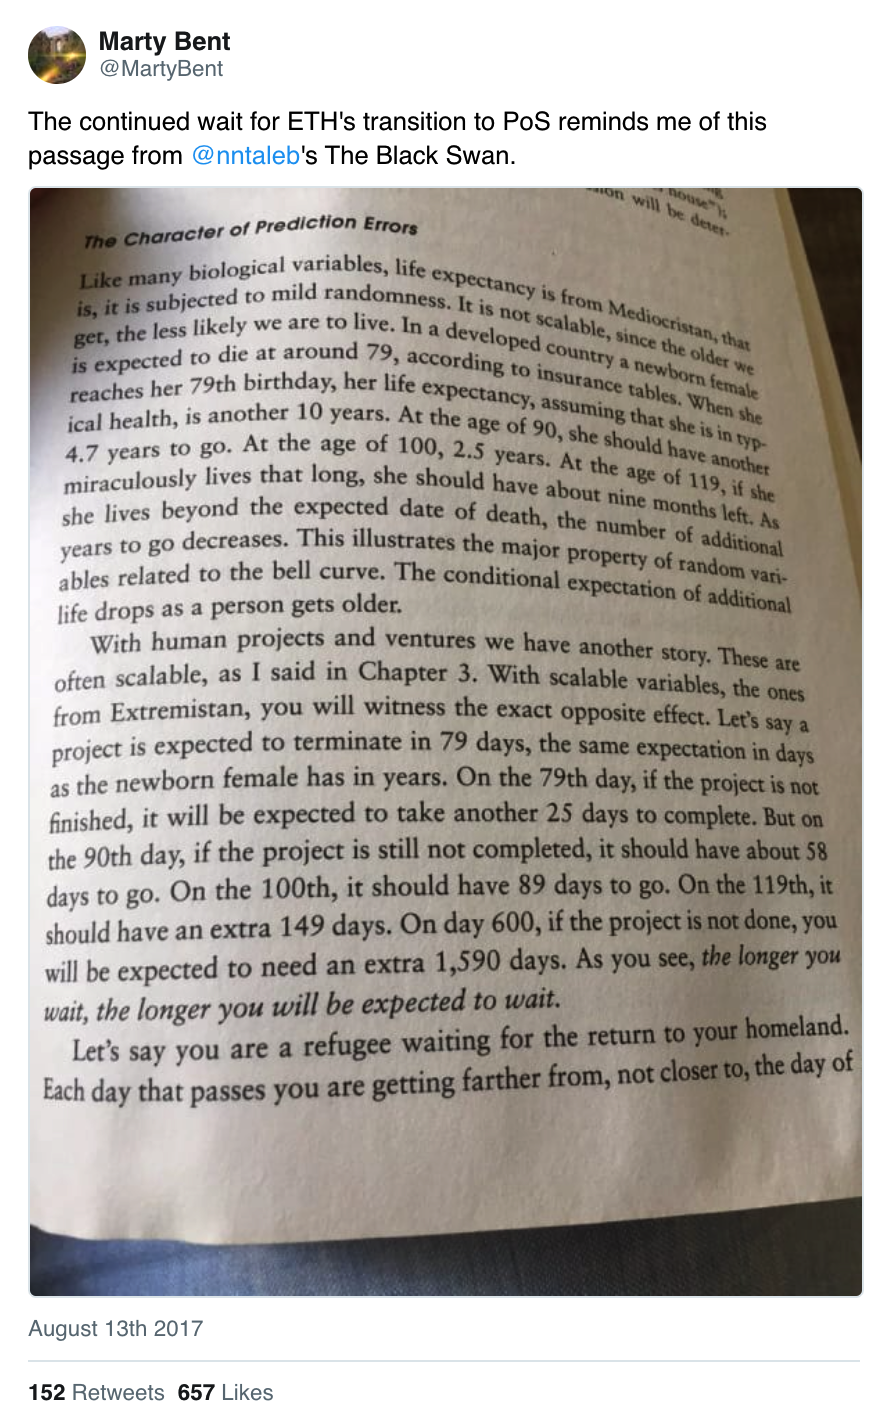 Marty Bent
@MartyBent
The continued wait for ETH's transition to PoS reminds me of this
passage from @nntaleb's The Black Swan.
house");
will be deter-
The Character of Prediction Errors
Like many biological variables, life expectancy is from Mediocristan, that
is, it is subjected to mild randomness. It is not scalable, since the older we
get, the less likely we are to live. In a developed country a newborn female
is expected to die at around 79, according to insurance tables. When she
reaches her 79th birthday, her life expectancy, assuming that she is in typ-
ical health, is another 10 years. At the age of 90, she should have another
4.7 years to go. At the age of 100, 2.5 years. At the age of 119, if she
miraculously lives that long, she should have about nine months left. As
she lives beyond the expected date of death, the number of additional
years to go decreases. This illustrates the major property of random vari-
ables related to the bell curve. The conditional expectation of additional
life drops as a person gets older.
With human projects and ventures we have another story. These are
often scalable, as I said in Chapter 3. With scalable variables, the ones
from Extremistan, you will witness the exact opposite effect. Let's say a
project is expected to terminate in 79 days, the same expectation in days
as the newborn female has in years. On the 79th day, if the project is not
finished, it will be expected to take another 25 days to complete. But on
the 90th day, if the project is still not completed, it should have about 58
days to go. On the 100th, it should have 89 days to go. On the 119th, it
should have an extra 149 days. On day 600, if the project is not done, you
will be expected to need an extra 1,590 days. As you see, the longer you
wait, the longer you will be expected to wait.
Let's say you are a refugee waiting for the return to your homeland.
Each day that passes you are getting farther from, not closer to, the day of
August 13th 2017
152 Retweets 657 Likes